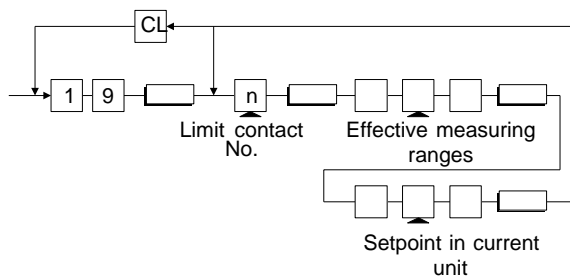 CL
1 9 n
Limit contact No.
Effective measuring ranges
Setpoint in current unit